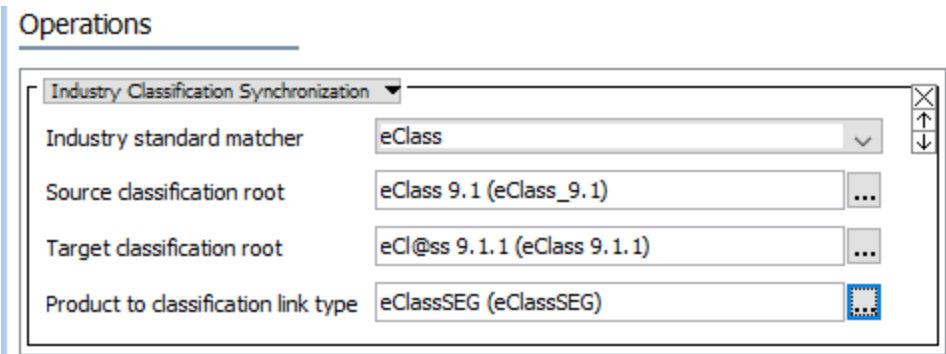 Operations
Industry Classification Synchronization
Industry standard matcher eClass
Source classification root eClass 9.1 (eClass_9.1) ...
Target classification root eCl@ss 9.1.1 (eClass 9.1.1) ...
Product to classification link type eClassSEG (eClassSEG) ...